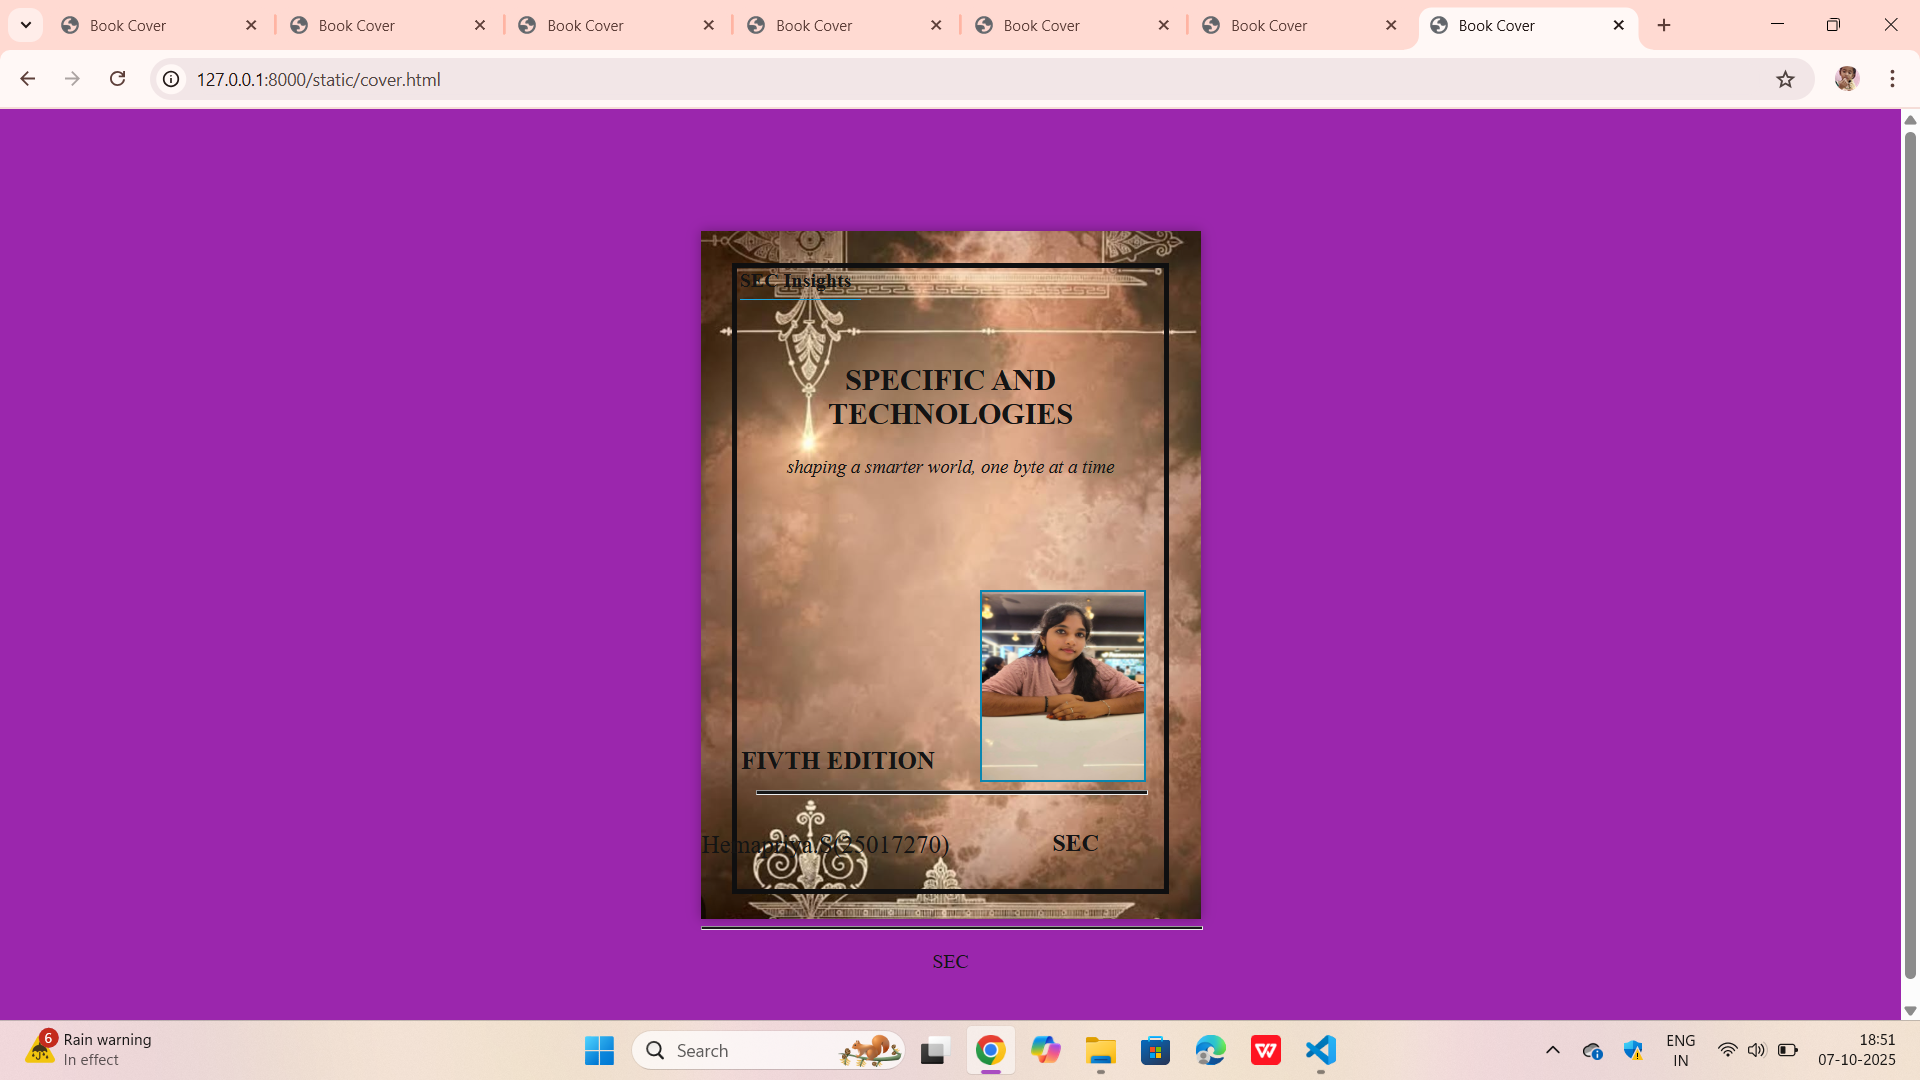 Book Cover
Book Cover
Book Cover
Book Cover
Book Cover
Book Cover
Book Cover
127.0.0.1:8000/static/cover.html
SEC Insights
SPECIFIC AND
TECHNOLOGIES
shaping a smarter world, one byte at a time
FIVTH EDITION
Hemapriya.S(25017270)
SEC
SEC
6
Rain warning
In effect
Search
ENG
IN
18:51
07-10-2025